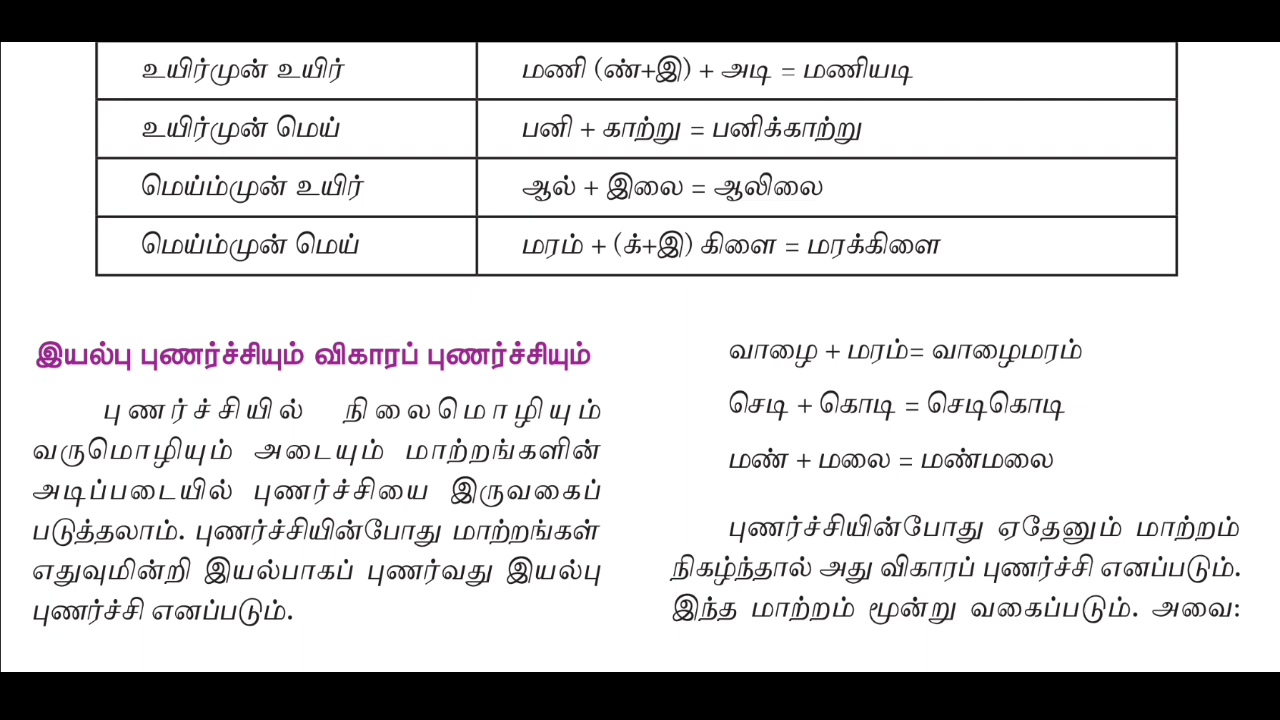 உயிர்முன் உயிர் மணி (ண்+இ) + அடி = மணியடி
உயிர்முன் மெய் பனி + காற்று = பனிக்காற்று
மெய்ம்முன் உயிர் ஆல் + இலை = ஆலிலை
மெய்ம்முன் மெய் மரம் + (க்+இ) கிளை = மரக்கிளை
இயல்பு புணர்ச்சியும் விகாரப் புணர்ச்சியும்
புணர்ச்சியில் நிலைமொழியும்
வருமொழியும் அடையும் மாற்றங்களின்
அடிப்படையில் புணர்ச்சியை இருவகைப்
படுத்தலாம். புணர்ச்சியின்போது மாற்றங்கள்
எதுவுமின்றி இயல்பாகப் புணர்வது இயல்பு
புணர்ச்சி எனப்படும்.
வாழை + மரம்= வாழைமரம்
செடி + கொடி = செடிகொடி
மண் + மலை = மண்மலை
புணர்ச்சியின்போது ஏதேனும் மாற்றம்
நிகழ்ந்தால் அது விகாரப் புணர்ச்சி எனப்படும்.
இந்த மாற்றம் மூன்று வகைப்படும். அவை: